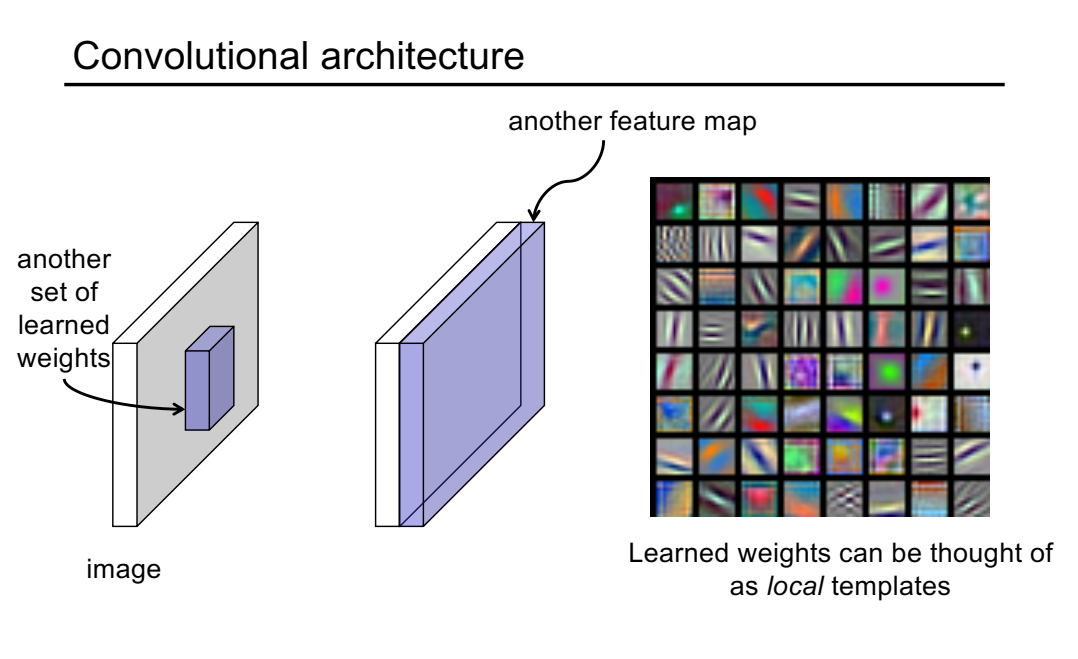 Convolutional architecture
another feature map
another
set of
learned
weights
image
Learned weights can be thought of
as local templates